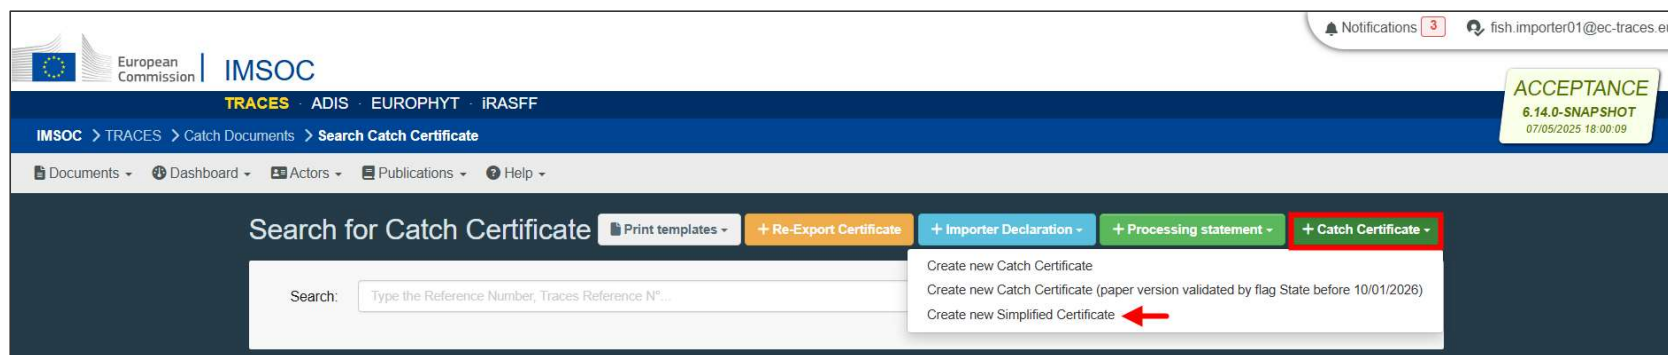 Notifications 3 fish.importer01@ec-traces.eu
European
Commission
IMSOC
ACCEPTANCE
6.14.0-SNAPSHOT
07/05/2025 18:00:09
TRACES · ADIS · EUROPHYT · iRASFF
IMSOC > TRACES > Catch Documents > Search Catch Certificate
Documents Dashboard Actors Publications Help
Search for Catch Certificate Print templates + Re-Export Certificate + Importer Declaration + Processing statement + Catch Certificate
Create new Catch Certificate
Search: Type the Reference Number, Traces Reference N°...
Create new Catch Certificate (paper version validated by flag State before 10/01/2026)
Create new Simplified Certificate